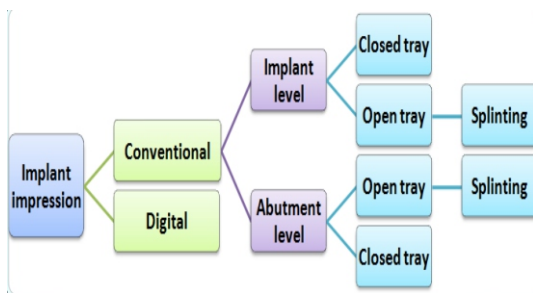 Implant
impression
Conventional
Digital
Implant
level
Abutment
level
Closed tray
Open tray
Splinting
Open tray
Splinting
Closed tray